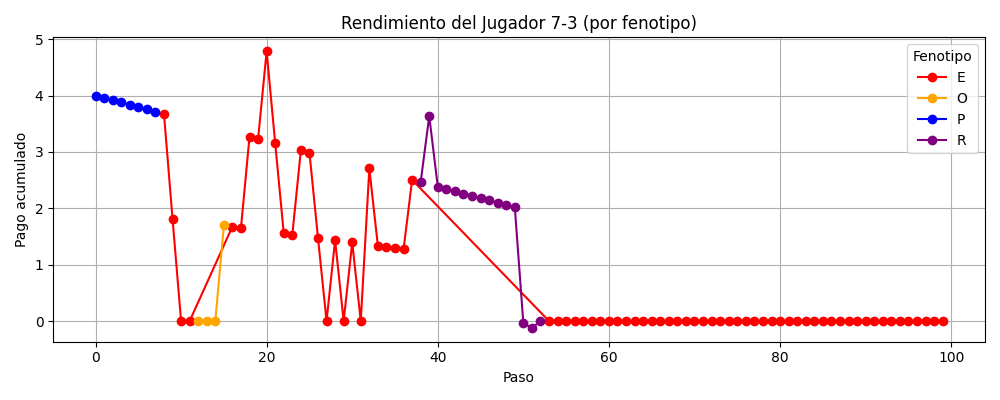 Rendimiento del Jugador 7-3 (por fenotipo)
Pago acumulado
5
4
3
2
1
0
Fenotipo
E
O
P
R
0
20
40
60
80
100
Paso